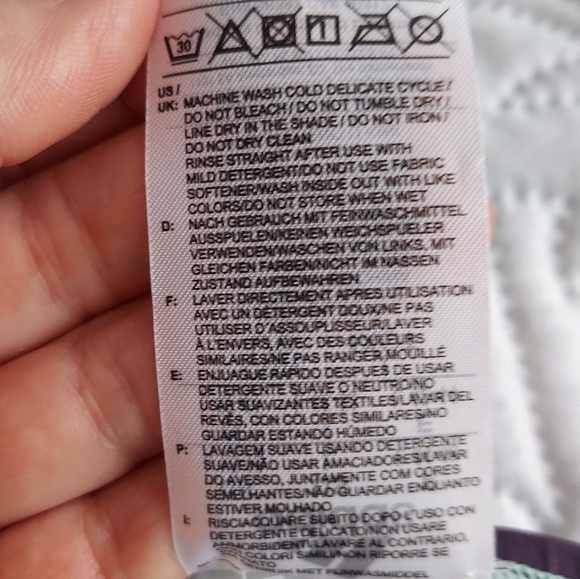 30
US /
UK: MACHINE WASH COLD DELICATE CYCLE /
DO NOT BLEACH / DO NOT TUMBLE DRY /
LINE DRY IN THE SHADE / DO NOT IRON /
DO NOT DRY CLEAN
RINSE STRAIGHT AFTER USE WITH
MILD DETERGENT/DO NOT USE FABRIC
SOFTENER/WASH INSIDE OUT WITH LIKE
COLORS/DO NOT STORE WHEN WET
D: NACH GEBRAUCH MIT FEINWASCHMITTEL
AUSSPUELEN/KEINEN WEICHSPUELER
VERWENDEN/WASCHEN VON LINKS, MIT
GLEICHEN FARBEN/NICHT IM NASSEN
ZUSTAND AUFBEWAHREN
F: LAVER DIRECTEMENT APRES UTILISATION
AVEC UN DETERGENT DOUX/NE PAS
UTILISER D'ASSOUPLISSEUR/LAVER
À L'ENVERS, AVEC DES COULEURS
SIMILAIRES/NE PAS RANGER MOUILLÉ
E: ENJUAGUE RAPIDO DESPUES DE USAR
DETERGENTE SUAVE O NEUTRO/NO
USAR SUAVIZANTES TEXTILES/LAVAR DEL
REVÉS, CON COLORES SIMILARES/NO
GUARDAR ESTANDO HÚMEDO
P: LAVAGEM SUAVE USANDO DETERGENTE
SUAVE/NÃO USAR AMACIADORES/LAVAR
DO AVESSO, JUNTAMENTE COM CORES
SEMELHANTES/NÃO GUARDAR ENQUANTO
ESTIVER MOLHADO
I: RISCIACQUARE SUBITO DOPO L'USO CON
DETERGENTE DELICATO/NON USARE
AMMORBIDENTI/LAVARE AL CONTRARIO,
CON COLORI SIMILI/NON RIPORRE SE